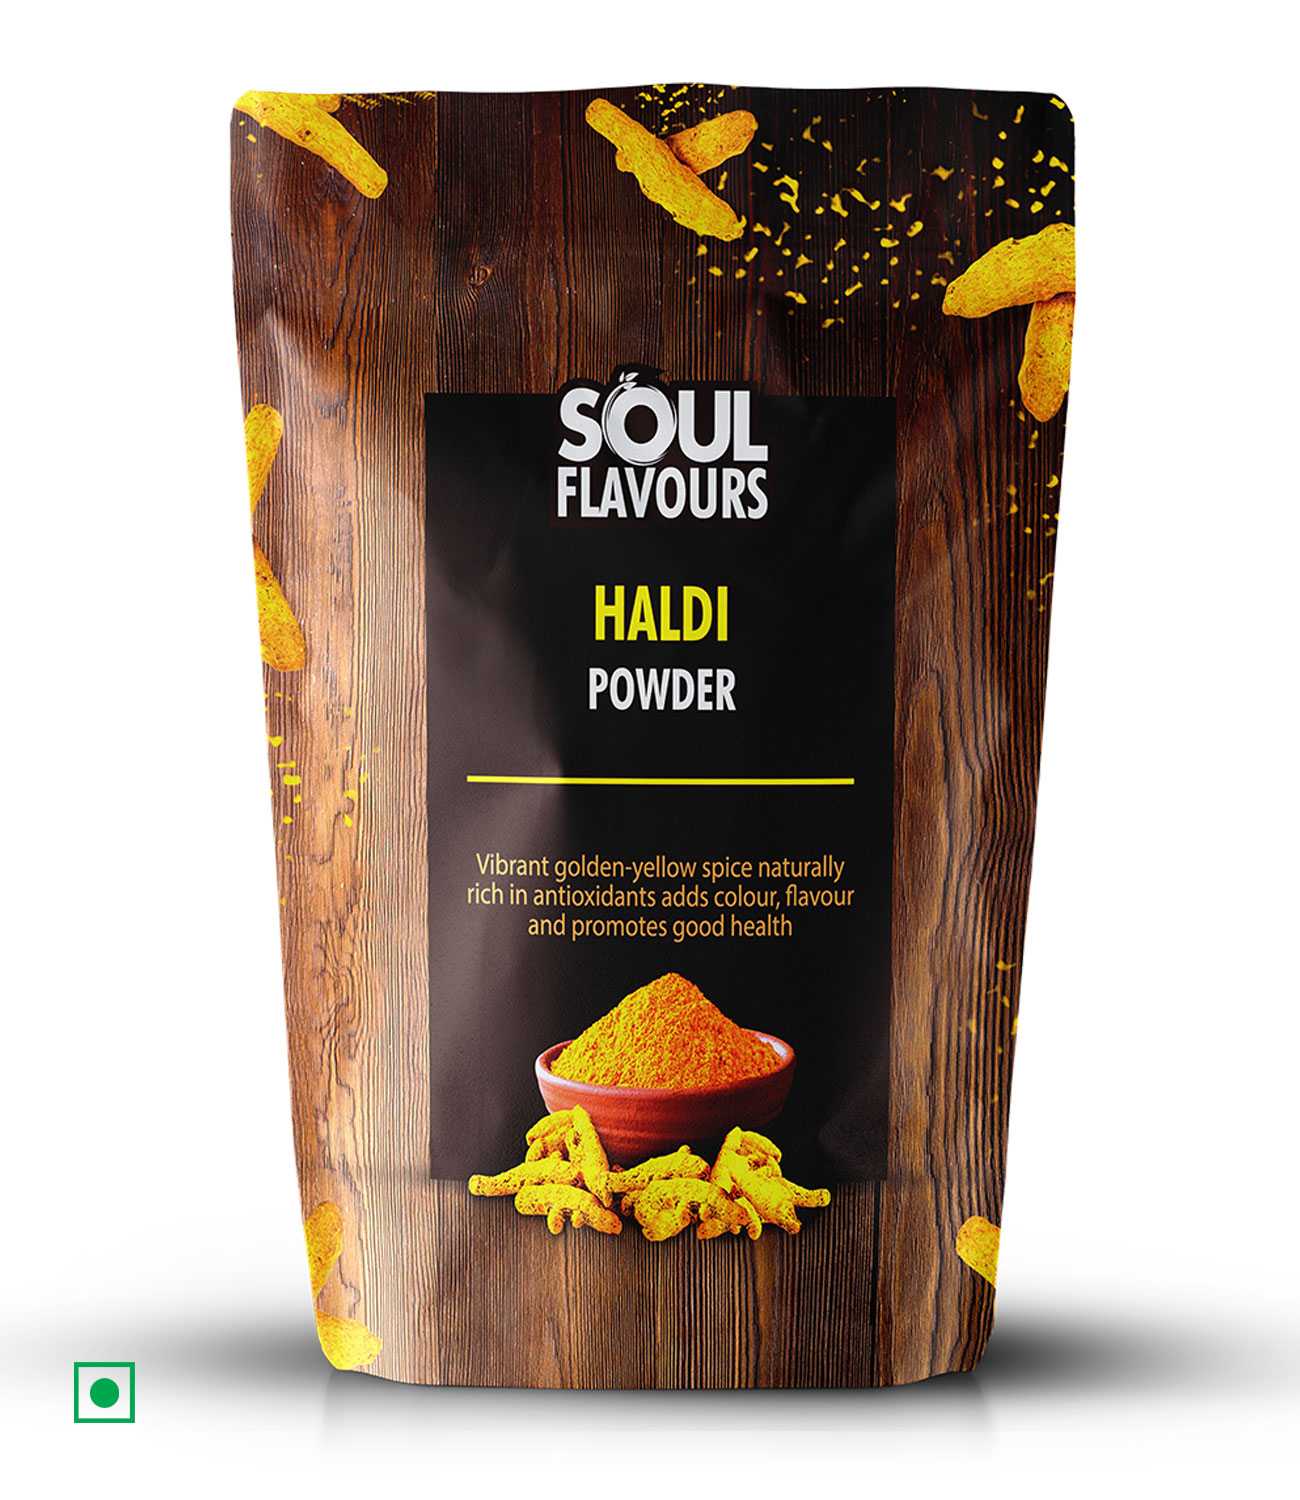 SOUL
FLAVOURS
HALDI
POWDER
Vibrant golden-yellow spice naturally
rich in antioxidants adds colour, flavour
and promotes good health